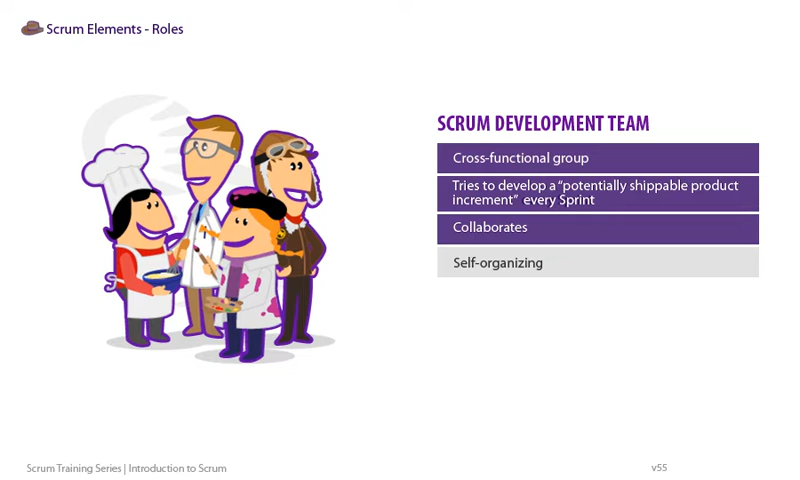 Scrum Elements - Roles
SCRUM DEVELOPMENT TEAM
Cross-functional group
Tries to develop a “potentially shippable product
increment” every Sprint
Collaborates
Self-organizing
Scrum Training Series | Introduction to Scrum
v55